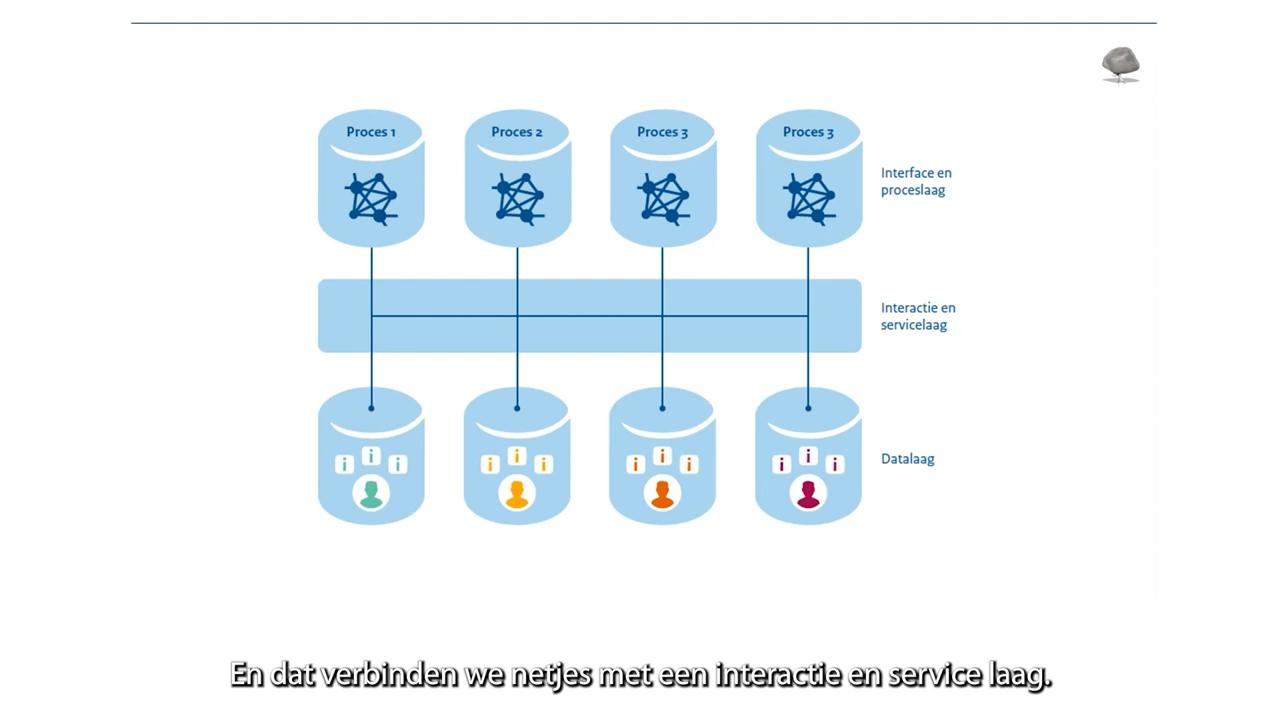 Proces 1
Proces 2
Proces 3
Proces 3
Interface en
proceslaag
Interactie en
servicelaag
i i i
i i i
i i i
i i i
Datalaag
En dat verbinden we netjes met een interactie en service laag.